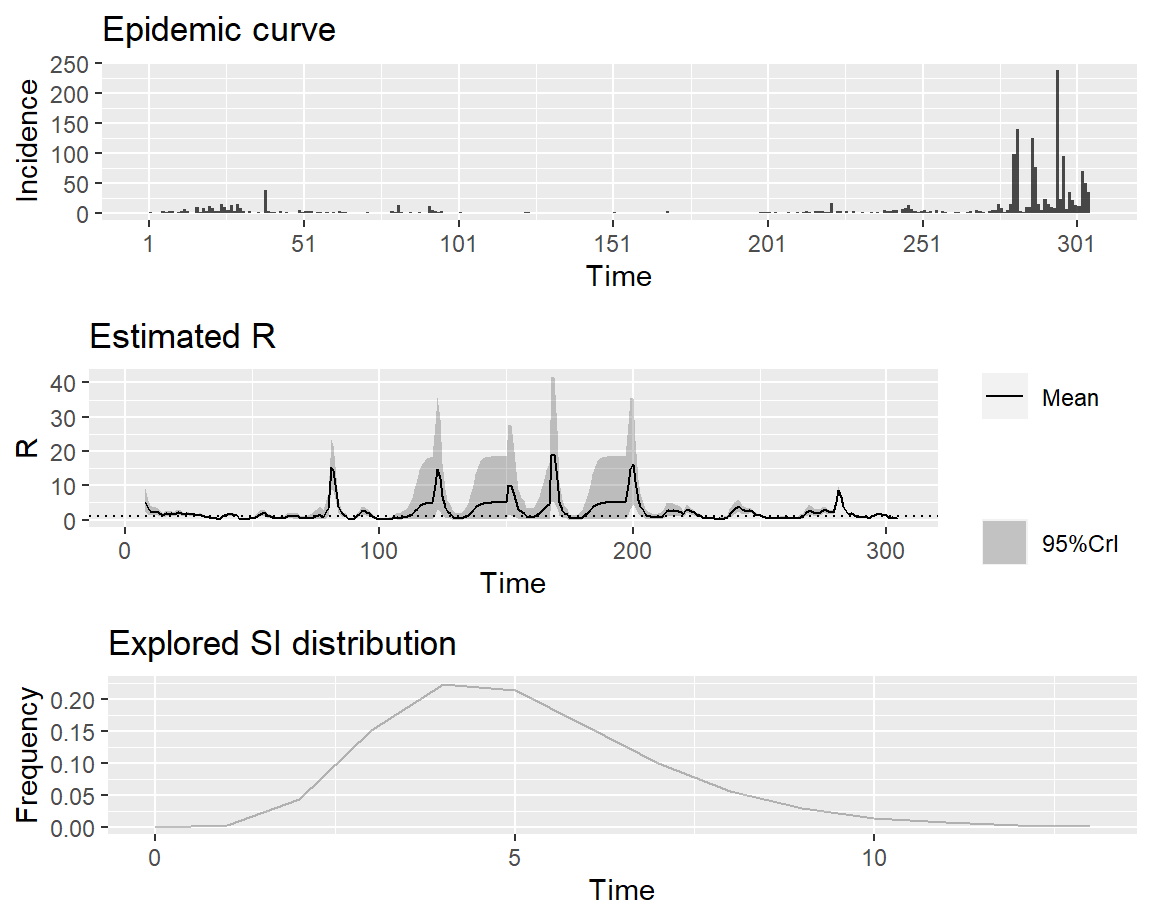 Epidemic curve
Incidence
250
200
150
100
50
0
1 51 101 151 201 251 301
Time
Estimated R
R
40
30
20
10
0
0 100 200 300
Time
Mean
95%CrI
Explored SI distribution
Frequency
0.20
0.15
0.10
0.05
0.00
0 5 10
Time